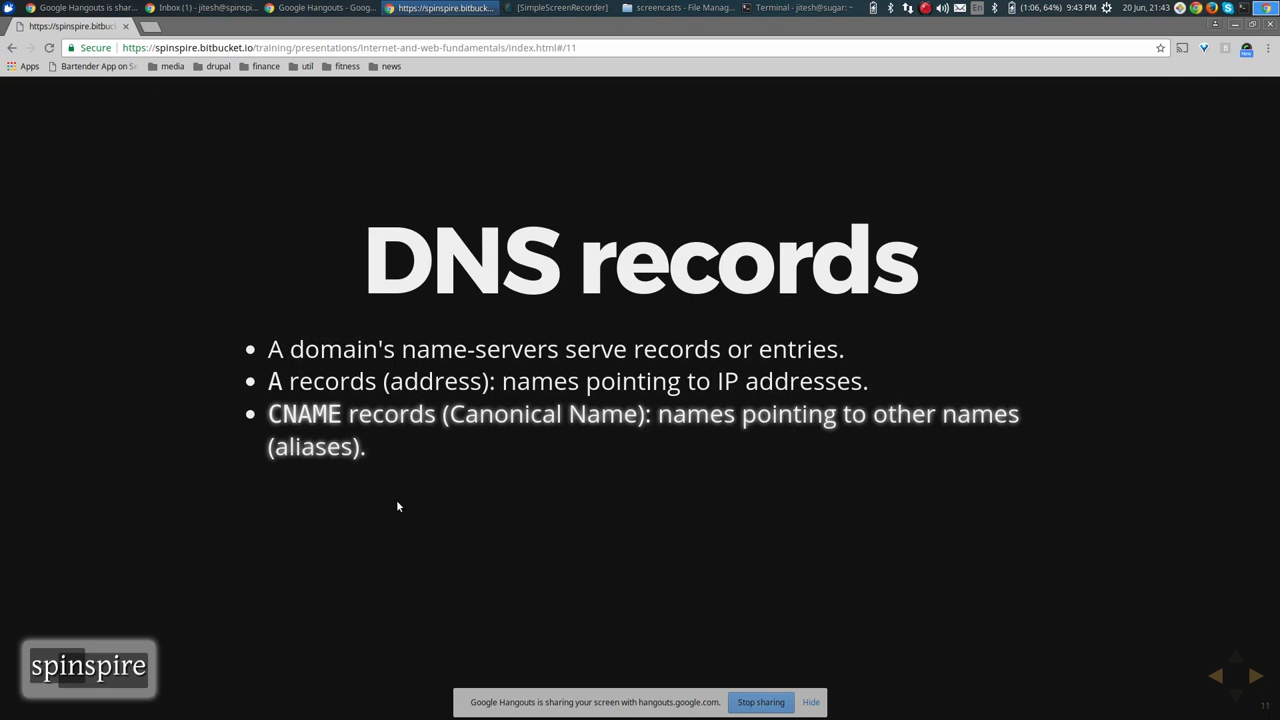 Google Hangouts is shar...
Inbox (1) - jitesh@spinspi...
Google Hangouts - Goog...
https://spinspire.bitbuck...
[SimpleScreenRecorder]
screencasts - File Manag...
Terminal - jitesh@sugar: ~
En
(1:06, 64%)
9:43 PM
20 Jun, 21:43
https://spinspire.bitbuc
Secure
https://spinspire.bitbucket.io/training/presentations/internet-and-web-fundamentals/index.html#/11
Apps
Bartender App on Se
media
drupal
finance
util
fitness
news
DNS records
• A domain's name-servers serve records or entries.
• A records (address): names pointing to IP addresses.
• CNAME records (Canonical Name): names pointing to other names
(aliases).
spinspire
Google Hangouts is sharing your screen with hangouts.google.com.
Stop sharing
Hide
11